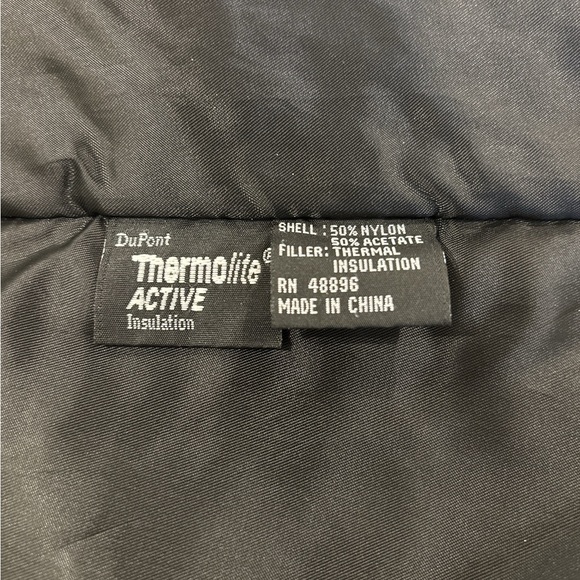 DuPont
Thermolite®
ACTIVE
Insulation
SHELL: 50% NYLON
50% ACETATE
FILLER: THERMAL
INSULATION
RN 48896
MADE IN CHINA